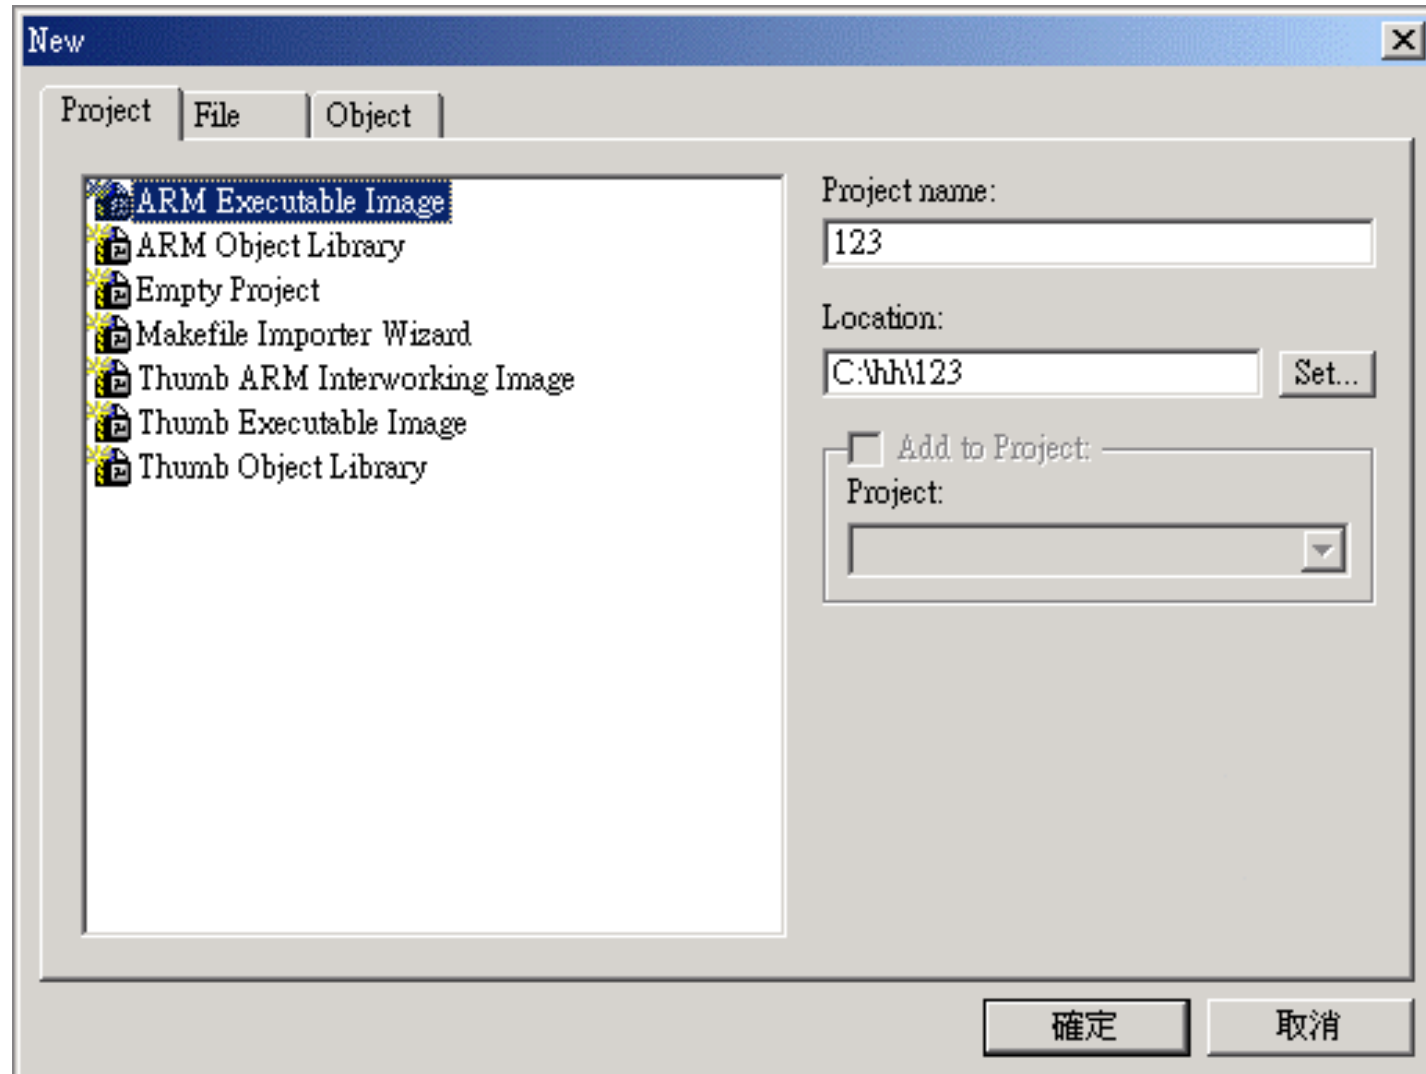 New
Project
File
Object
ARM Executable Image
ARM Object Library
Empty Project
Makefile Importer Wizard
Thumb ARM Interworking Image
Thumb Executable Image
Thumb Object Library
Project name:
123
Location:
C:\hh\123
Set...
Add to Project:
Project:
確定
取消